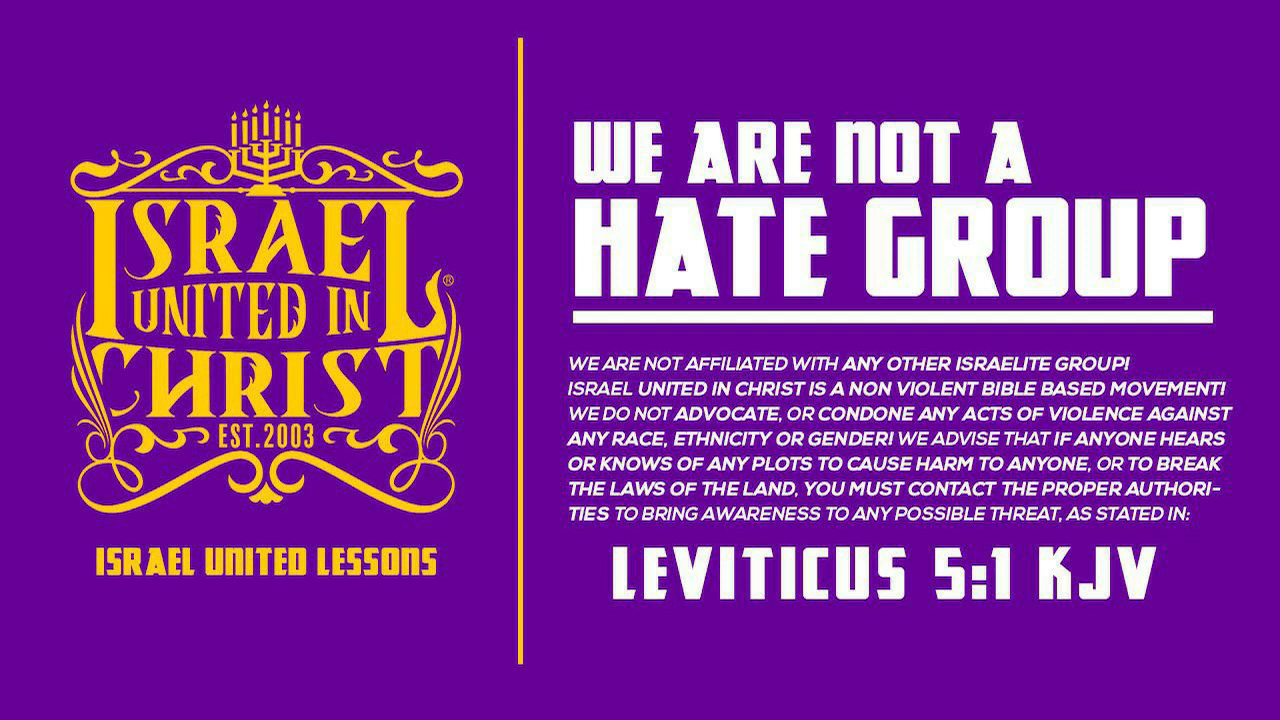 ISRAEL
UNITED IN
CHRIST®
EST.2003
ISRAEL UNITED LESSONS
WE ARE NOT A
HATE GROUP
WE ARE NOT AFFILIATED WITH ANY OTHER ISRAELITE GROUP!
ISRAEL UNITED IN CHRIST IS A NON VIOLENT BIBLE BASED MOVEMENT!
WE DO NOT ADVOCATE, OR CONDONE ANY ACTS OF VIOLENCE AGAINST
ANY RACE, ETHNICITY OR GENDER! WE ADVISE THAT IF ANYONE HEARS
OR KNOWS OF ANY PLOTS TO CAUSE HARM TO ANYONE, OR TO BREAK
THE LAWS OF THE LAND, YOU MUST CONTACT THE PROPER AUTHORI-
TIES TO BRING AWARENESS TO ANY POSSIBLE THREAT, AS STATED IN:
LEVITICUS 5:1 KJV